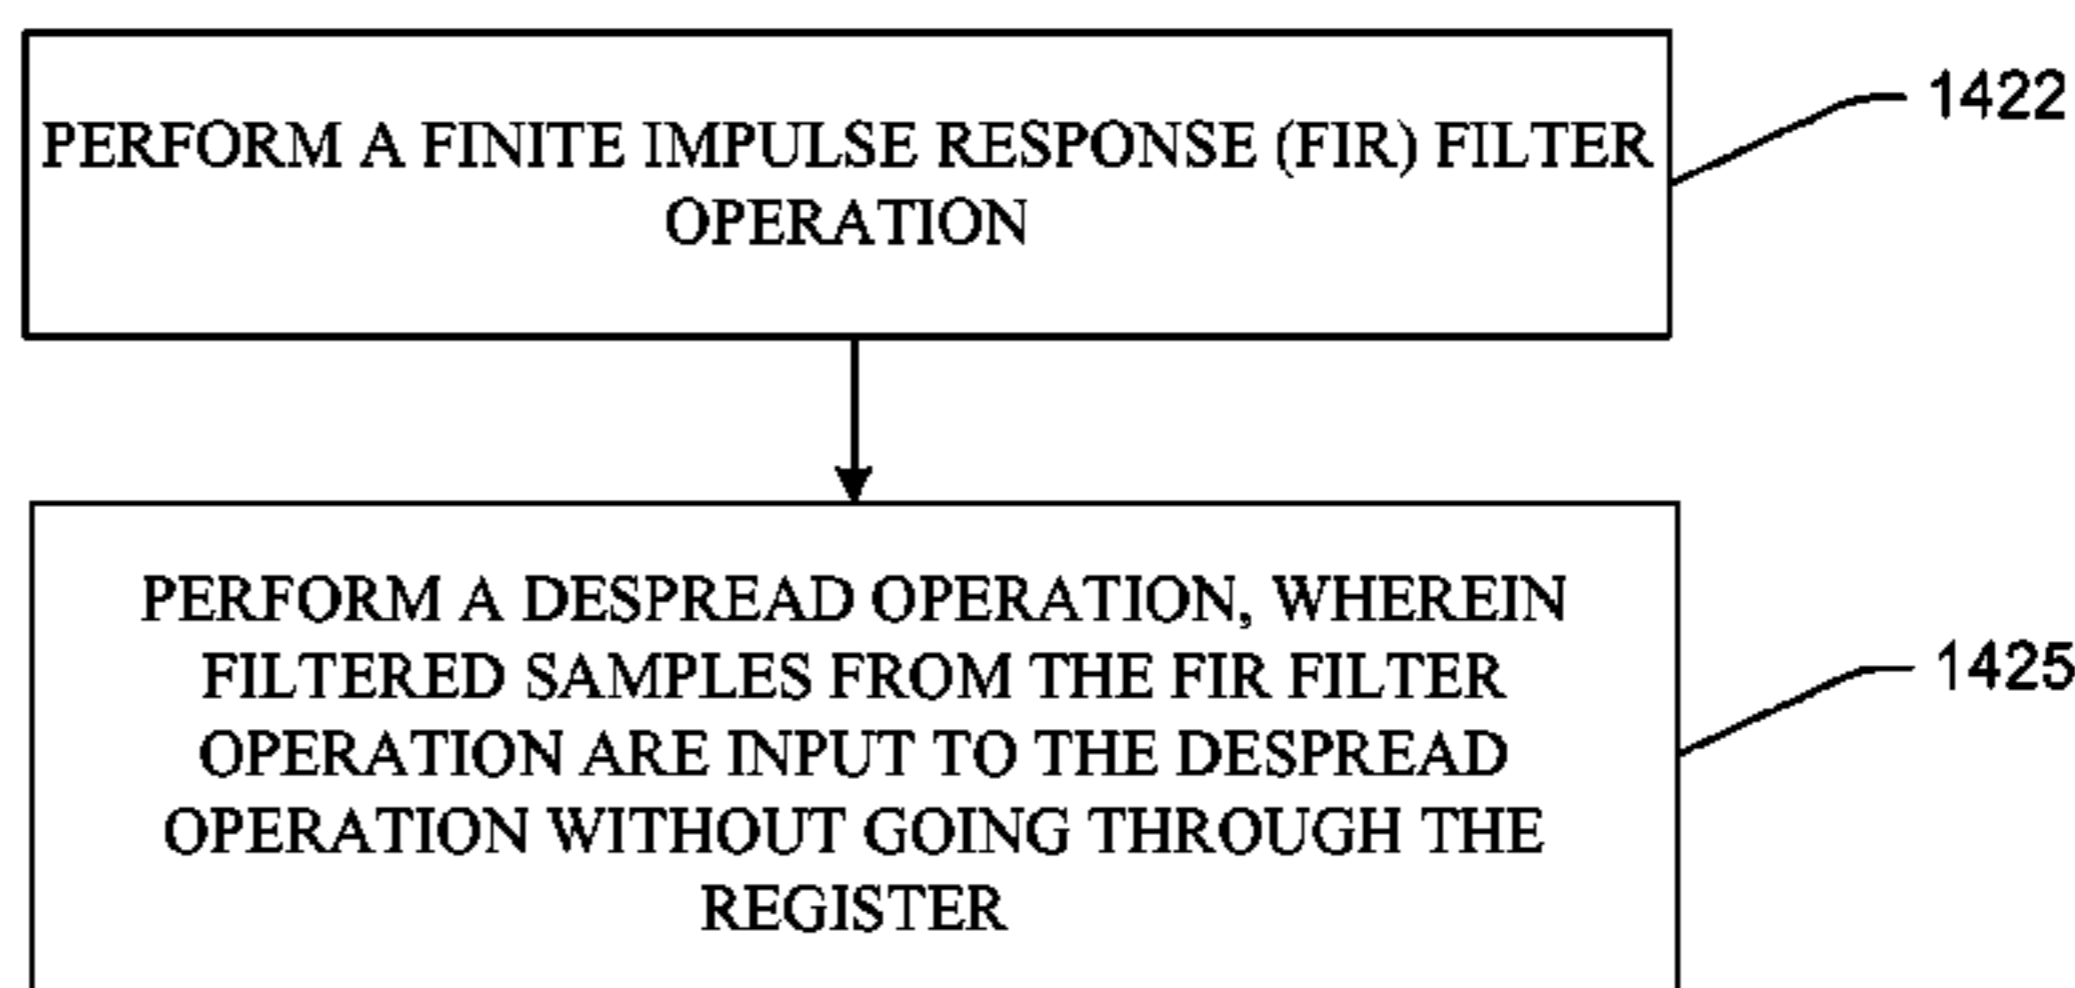 PERFORM A FINITE IMPULSE RESPONSE (FIR) FILTER
OPERATION
1422
PERFORM A DESPREAD OPERATION, WHEREIN
FILTERED SAMPLES FROM THE FIR FILTER
OPERATION ARE INPUT TO THE DESPREAD
OPERATION WITHOUT GOING THROUGH THE
REGISTER
1425